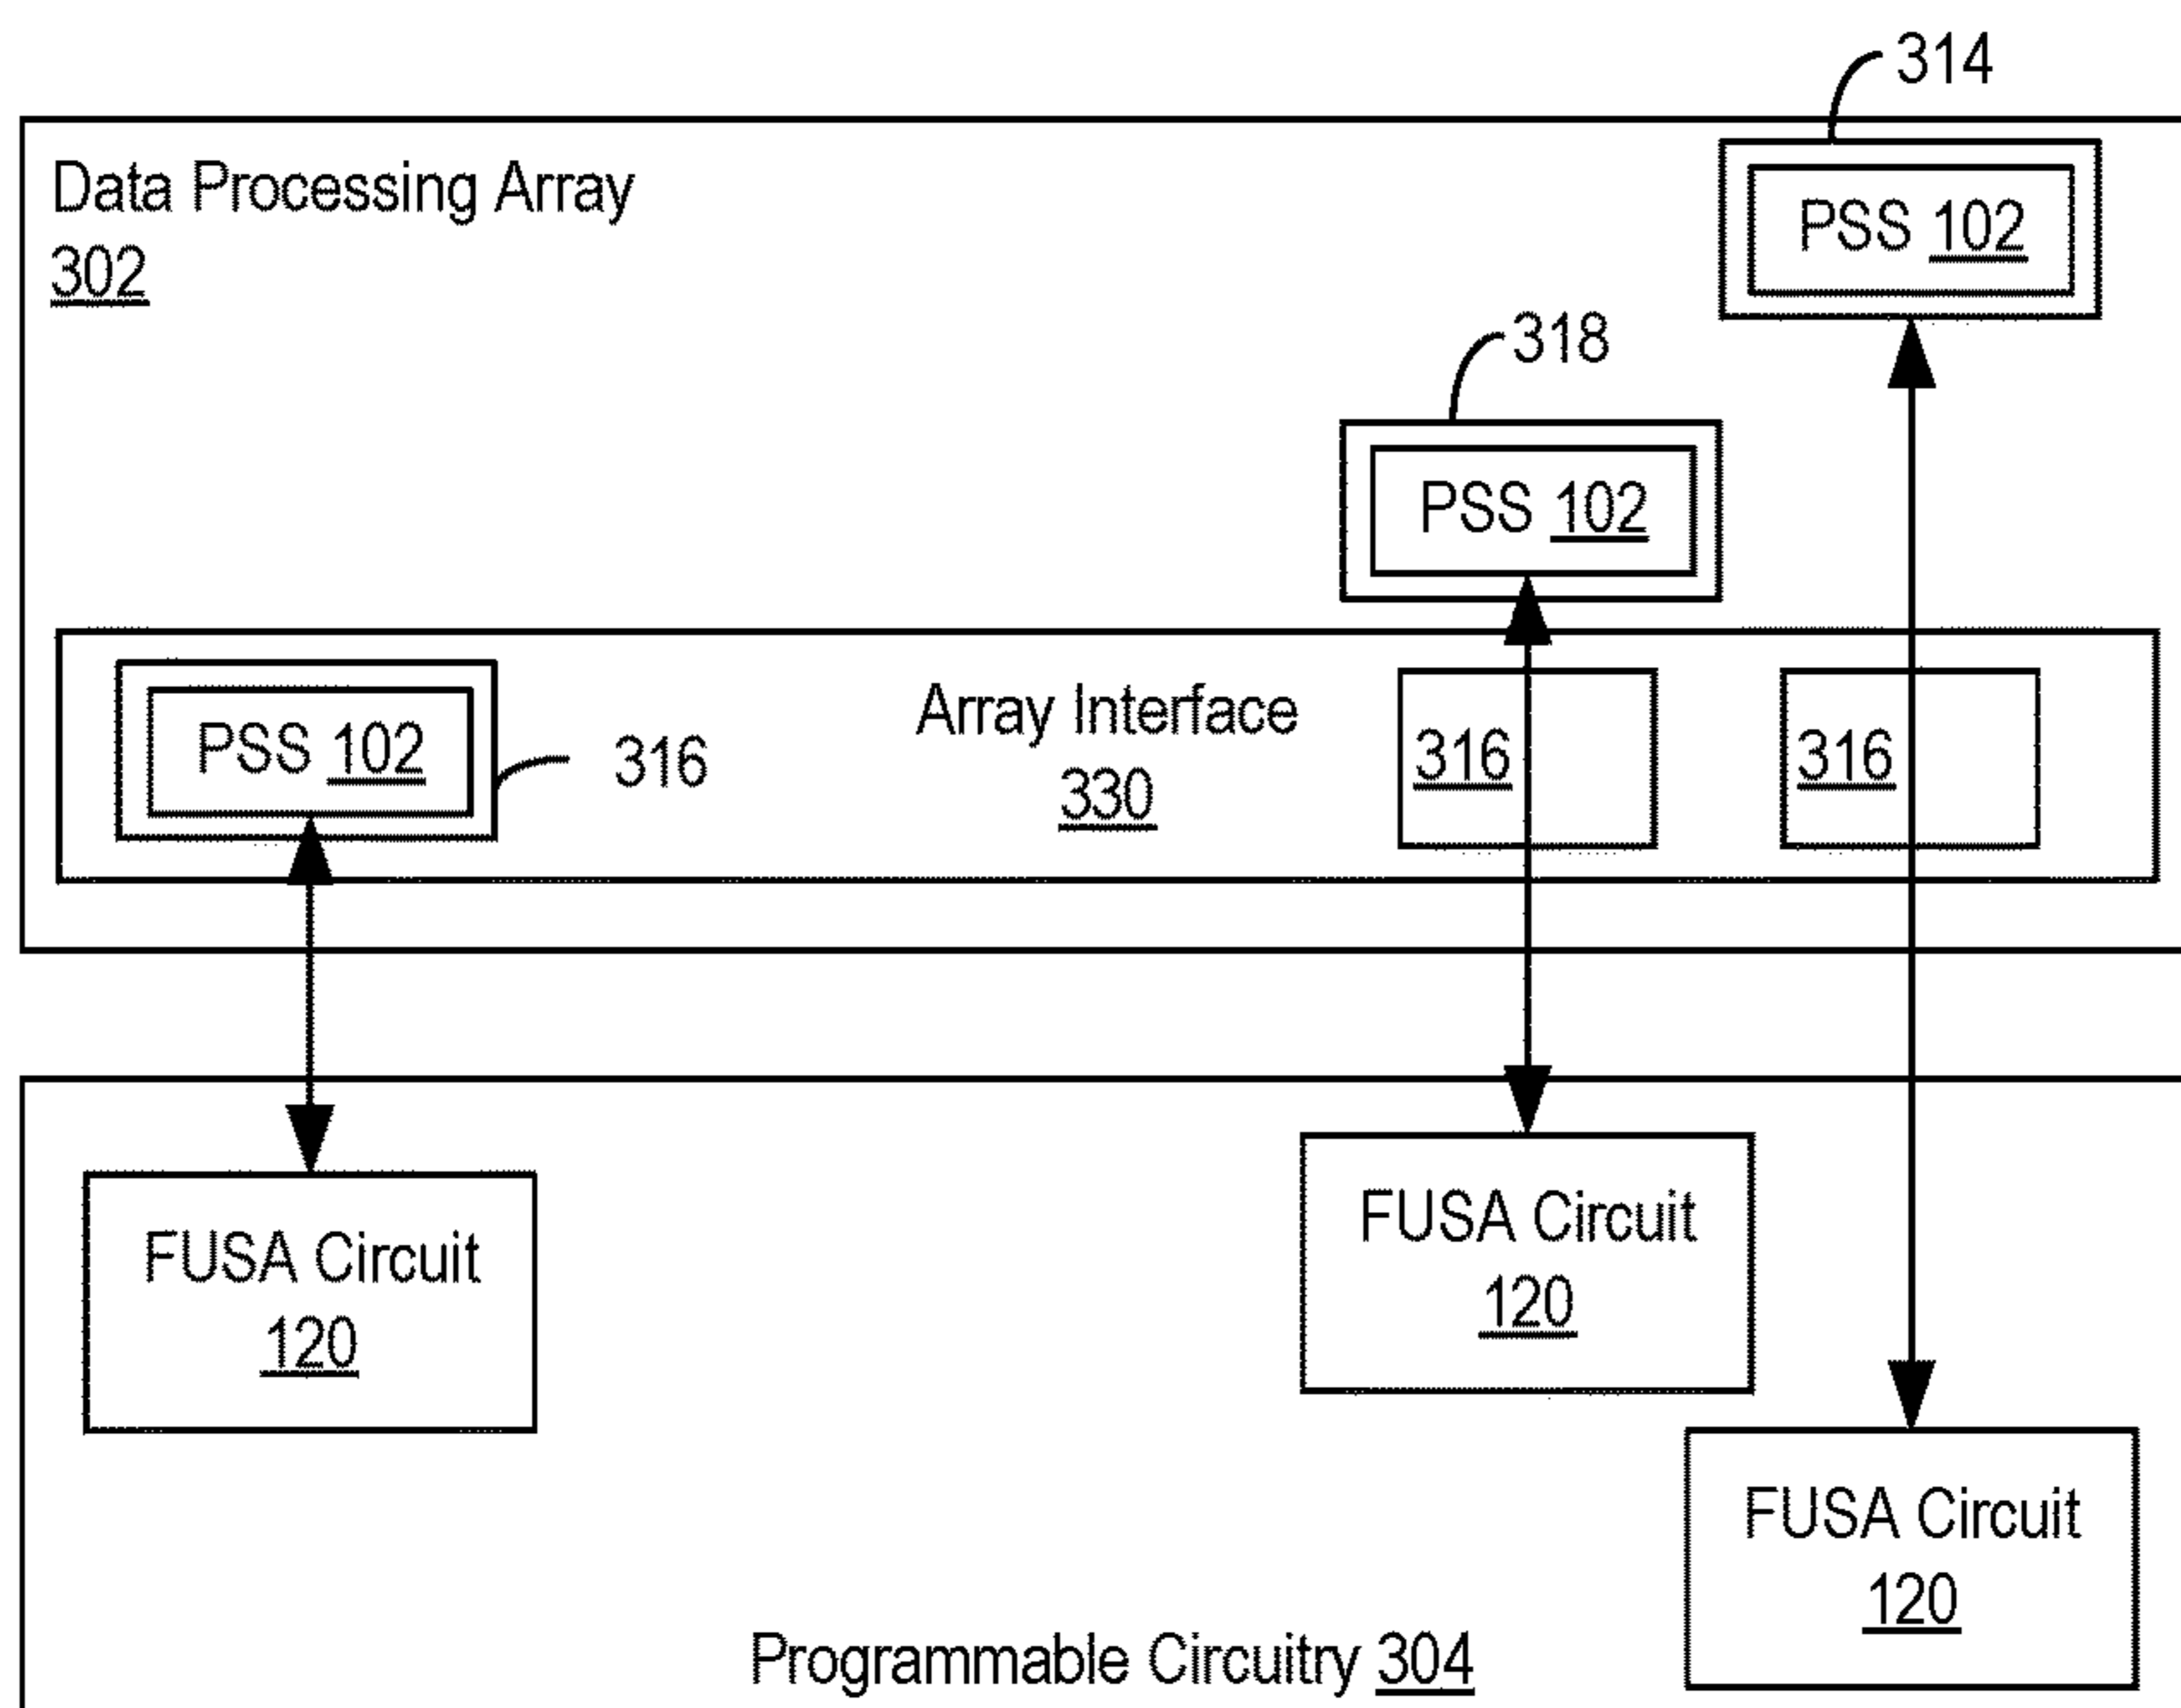 314
Data Processing Array
302
PSS 102
318
PSS 102
PSS 102
316
Array Interface
330
316
316
FUSA Circuit
120
FUSA Circuit
120
FUSA Circuit
120
Programmable Circuitry 304